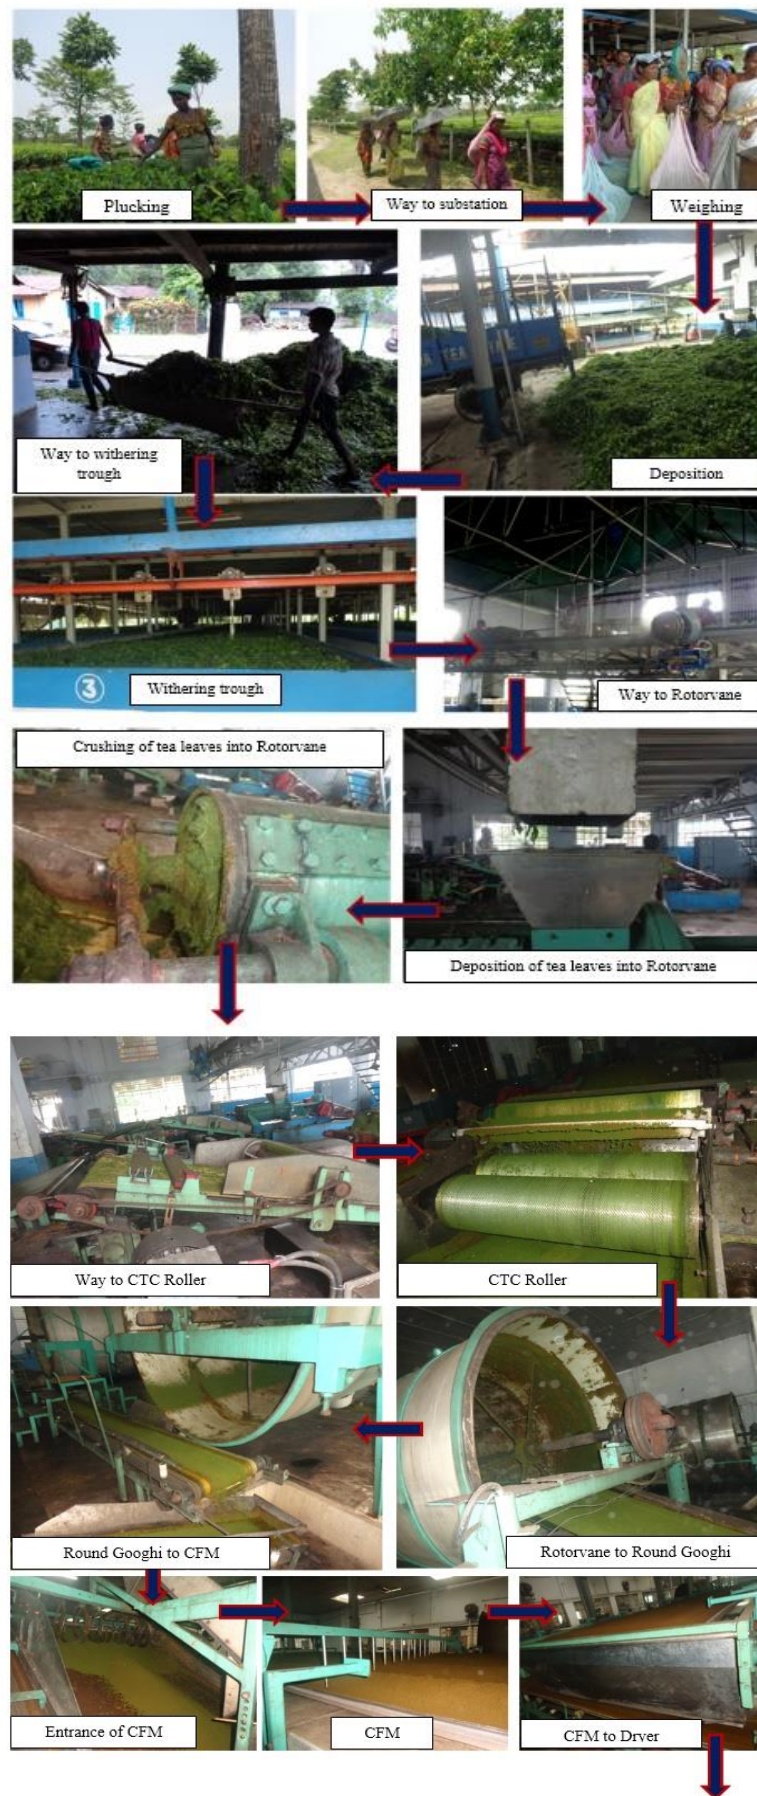 Plucking
Way to substation
Weighing
TEA
Way to withering
trough
Deposition
3
Withering trough
Way to Rotorvane
Crushing of tea leaves into Rotorvane
Deposition of tea leaves into Rotorvane
Way to CTC Roller
CTC Roller
Round Googhi to CFM
Rotorvane to Round Googhi
Entrance of CFM
CFM
CFM to Dryer